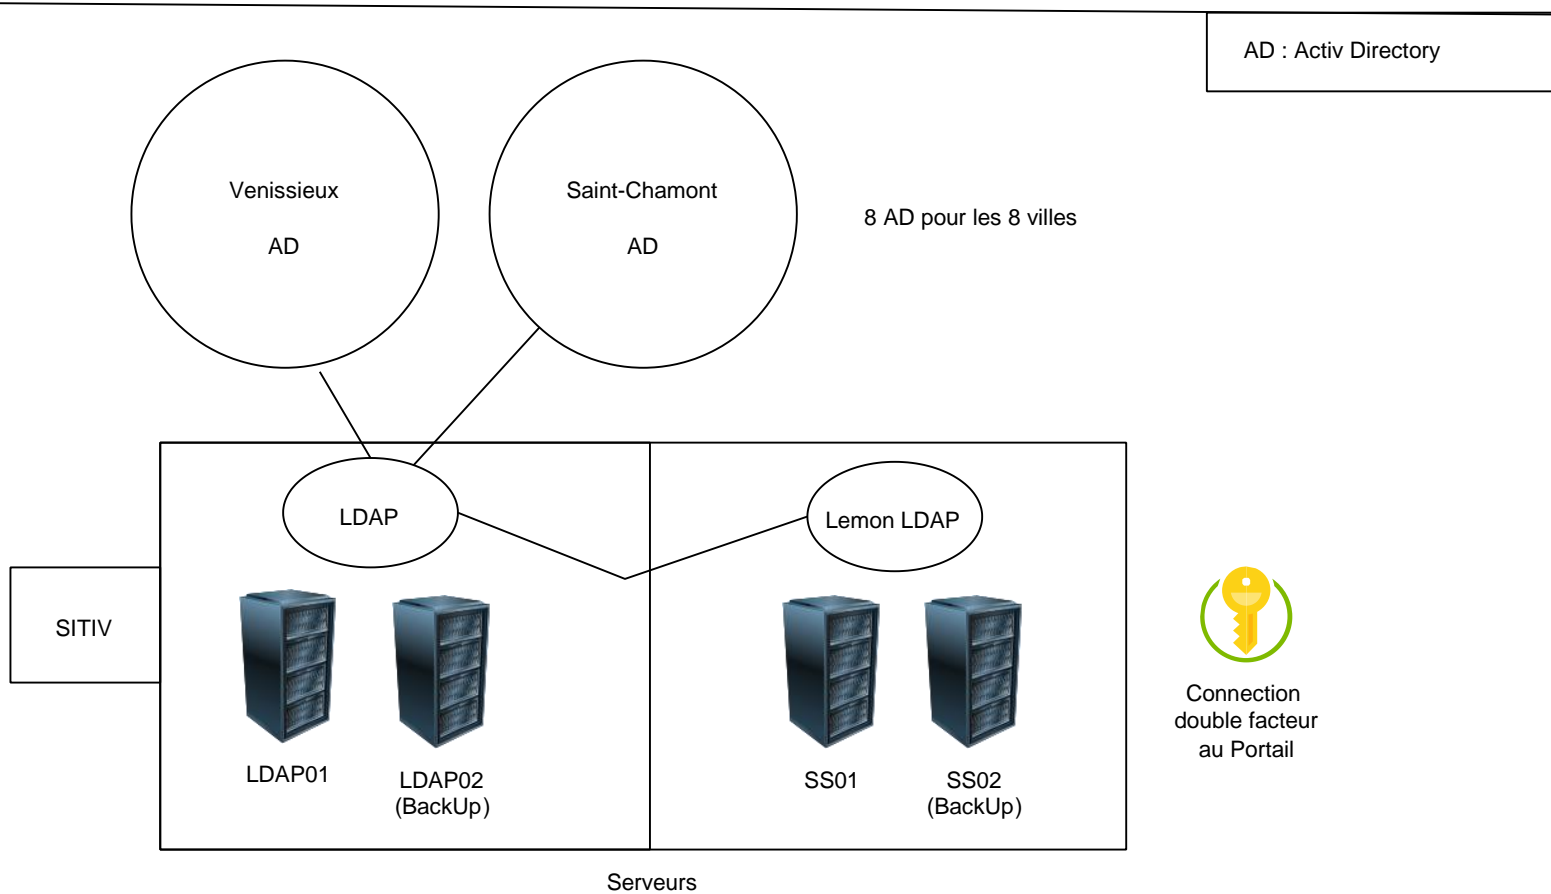 AD : Activ Directory
Venissieux
AD
Saint-Chamont
AD
8 AD pour les 8 villes
LDAP
Lemon LDAP
SITIV
LDAP01
LDAP02
(BackUp)
SS01
SS02
(BackUp)
Connection
double facteur
au Portail
Serveurs